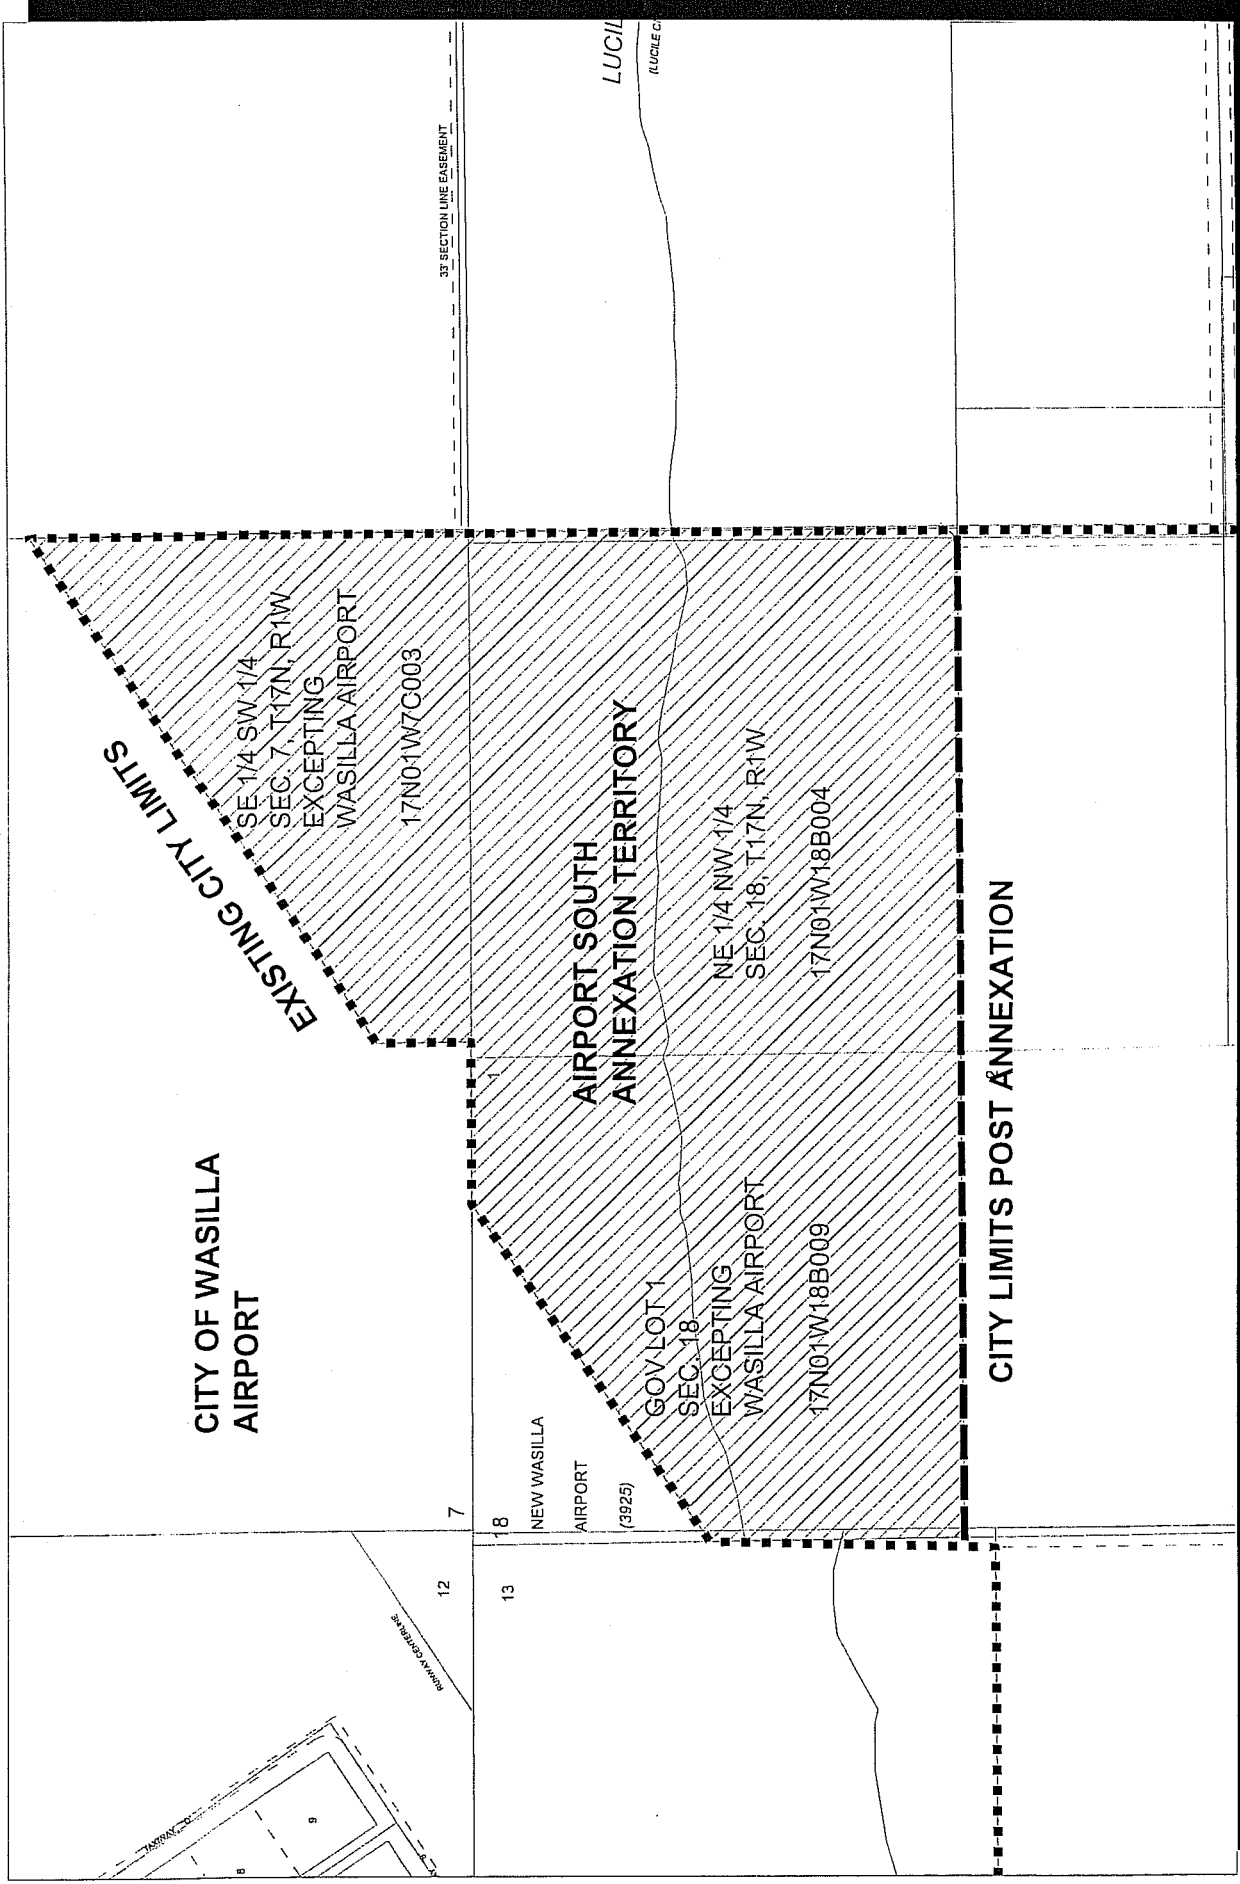 CITY OF WASILLA
AIRPORT
EXISTING CITY LIMITS
SE 1/4 SW 1/4
SEC. 7, T17N, R1W
EXCEPTING
WASILLA AIRPORT
17N01W7C003
33' SECTION LINE EASEMENT
TAXIWAY
8
9
RUNWAY CENTERLINE
12
7
13
18
NEW WASILLA
AIRPORT
(3925)
1
AIRPORT SOUTH
ANNEXATION TERRITORY
LUCIL
(LUCILE C
GOV LOT 1
SEC. 18
EXCEPTING
WASILLA AIRPORT
17N01W18B009
NE 1/4 NW 1/4
SEC. 18, T17N, R1W
17N01W18B004
CITY LIMITS POST ANNEXATION